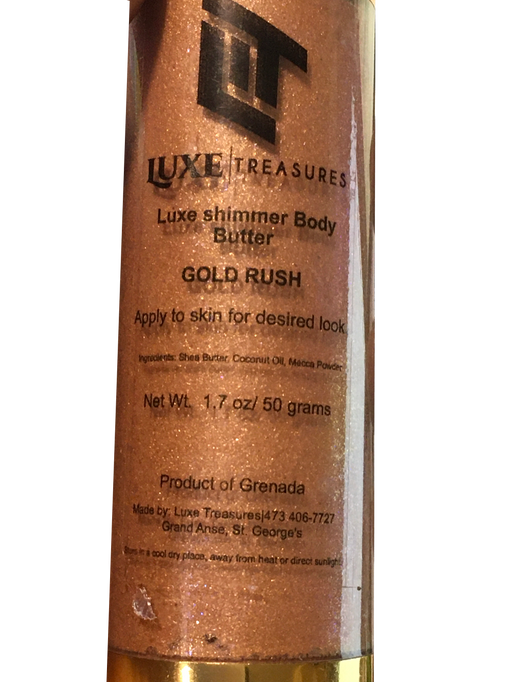 LUXE | TREASURES
Luxe shimmer Body
Butter
GOLD RUSH
Apply to skin for desired look
Ingredients: Shea Butter, Coconut Oil, Mecca Powder
Net Wt. 1.7 oz/ 50 grams
Product of Grenada
Made by: Luxe Treasures|473 406-7727
Grand Anse, St. George's
Store in a cool dry place, away from heat or direct sunlight